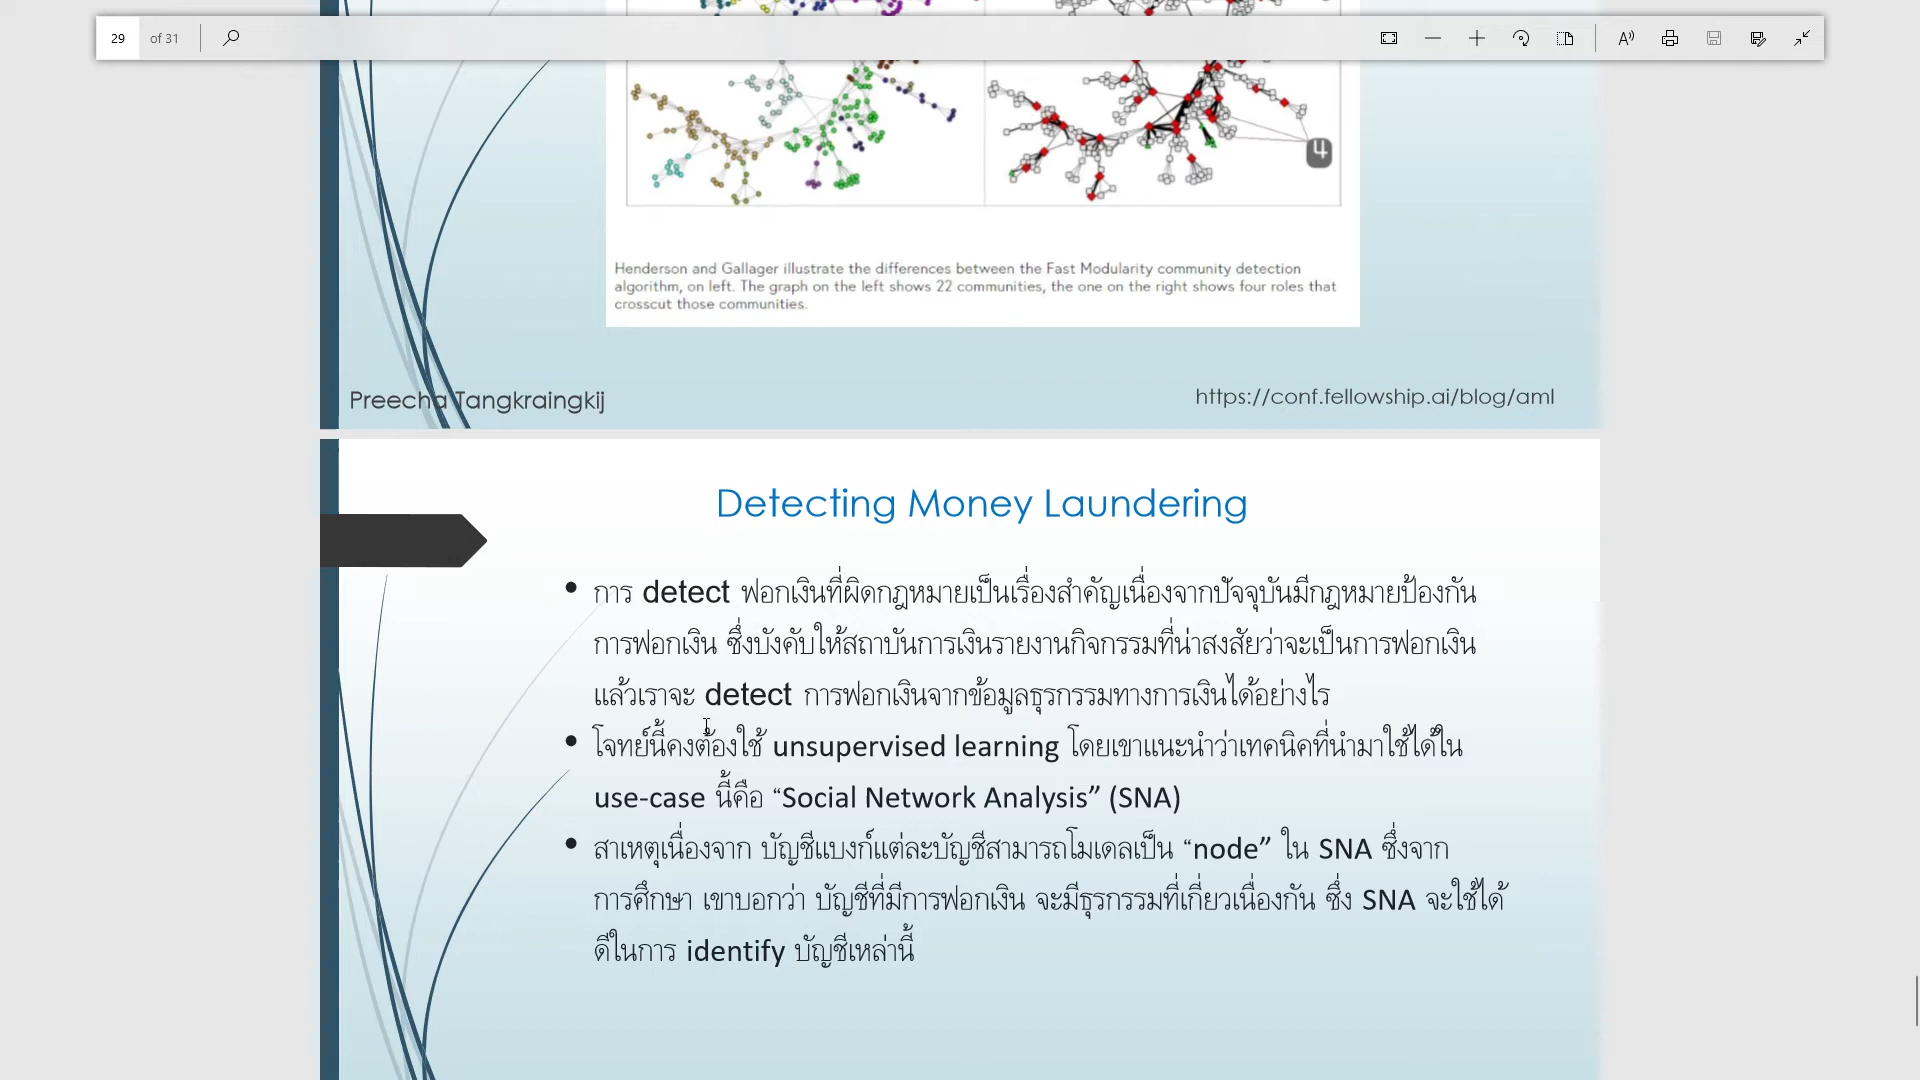 29 of 31
4
Henderson and Gallager illustrate the differences between the Fast Modularity community detection
algorithm, on left. The graph on the left shows 22 communities, the one on the right shows four roles that
crosscut those communities.
Preecha Tangkraingkij
https://conf.fellowship.ai/blog/aml
Detecting Money Laundering
• การ detect ฟอกเงินที่ผิดกฎหมายเป็นเรื่องสำคัญเนื่องจากปัจจุบันมีกฎหมายป้องกัน
การฟอกเงิน ซึ่งบังคับให้สถาบันการเงินรายงานกิจกรรมที่น่าสงสัยว่าจะเป็นการฟอกเงิน
แล้วเราจะ detect การฟอกเงินจากข้อมูลธุรกรรมทางการเงินได้อย่างไร
• โจทย์นี้คงต้องใช้ unsupervised learning โดยเขาแนะนำว่าเทคนิคที่นำมาใช้ได้ใน
use-case นี้คือ “Social Network Analysis” (SNA)
• สาเหตุเนื่องจาก บัญชีแบงก์แต่ละบัญชีสามารถโมเดลเป็น “node” ใน SNA ซึ่งจาก
การศึกษา เขาบอกว่า บัญชีที่มีการฟอกเงิน จะมีธุรกรรมที่เกี่ยวเนื่องกัน ซึ่ง SNA จะใช้ได้
ดีในการ identify บัญชีเหล่านี้